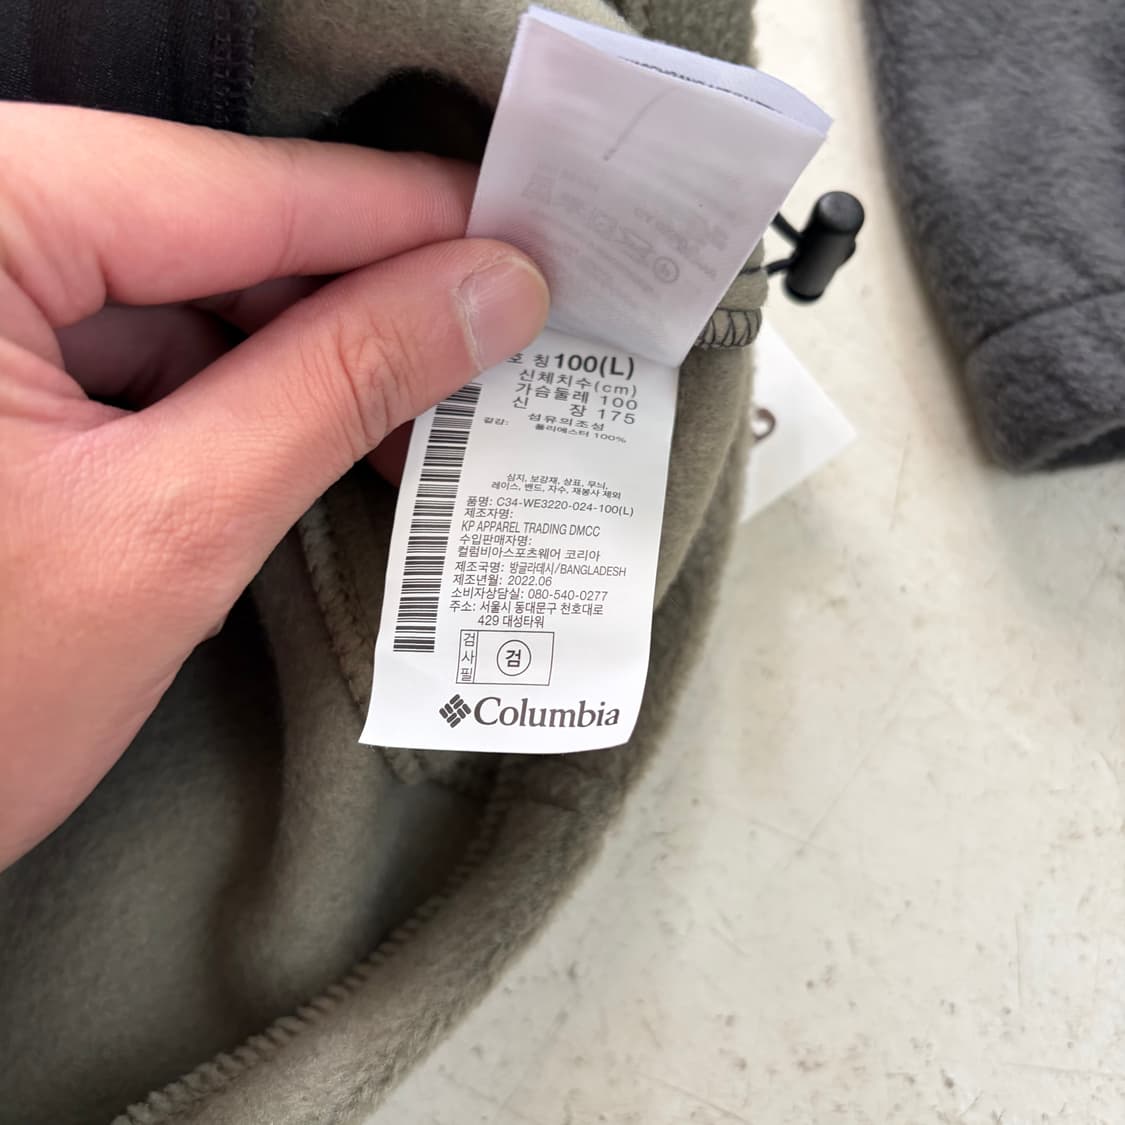 호 칭 100(L)
신체치수(cm)
가슴둘레 100
신 장 175
섬유의조성
겉감: 폴리에스터 100%
심지, 보강재, 상표, 무늬,
레이스, 밴드, 자수, 재봉사 제외
품명: C34-WE3220-024-100(L)
제조자명:
KP APPAREL TRADING DMCC
수입판매자명:
컬럼비아스포츠웨어 코리아
제조국명: 방글라데시/BANGLADESH
제조년월: 2022.06
소비자상담실: 080-540-0277
주소: 서울시 동대문구 천호대로
429 대성타워
검사필
검
Columbia